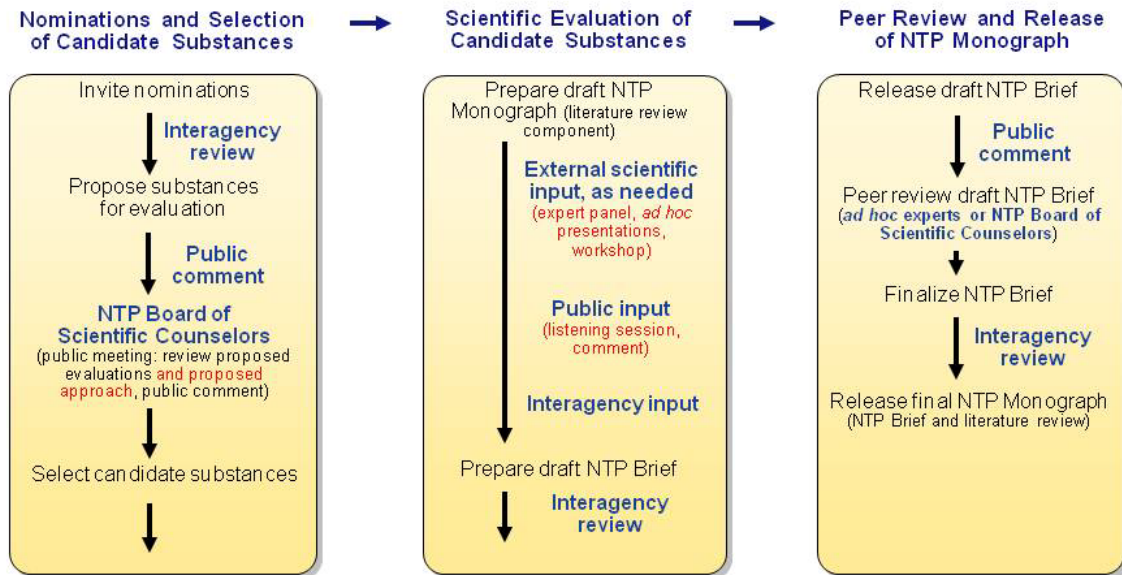 Nominations and Selection
of Candidate Substances
Invite nominations
Interagency
review
Propose substances
for evaluation
Public
comment
NTP Board of
Scientific Counselors
(public meeting: review proposed
evaluations and proposed
approach, public comment)
Select candidate substances
Scientific Evaluation of
Candidate Substances
Prepare draft NTP
Monograph (literature review
component)
External scientific
input, as needed
(expert panel, ad hoc
presentations,
workshop)
Public input
(listening session,
comment)
Interagency input
Prepare draft NTP Brief
Interagency
review
Peer Review and Release
of NTP Monograph
Release draft NTP Brief
Public
comment
Peer review draft NTP Brief
(ad hoc experts or NTP Board of
Scientific Counselors)
Finalize NTP Brief
Interagency
review
Release final NTP Monograph
(NTP Brief and literature review)